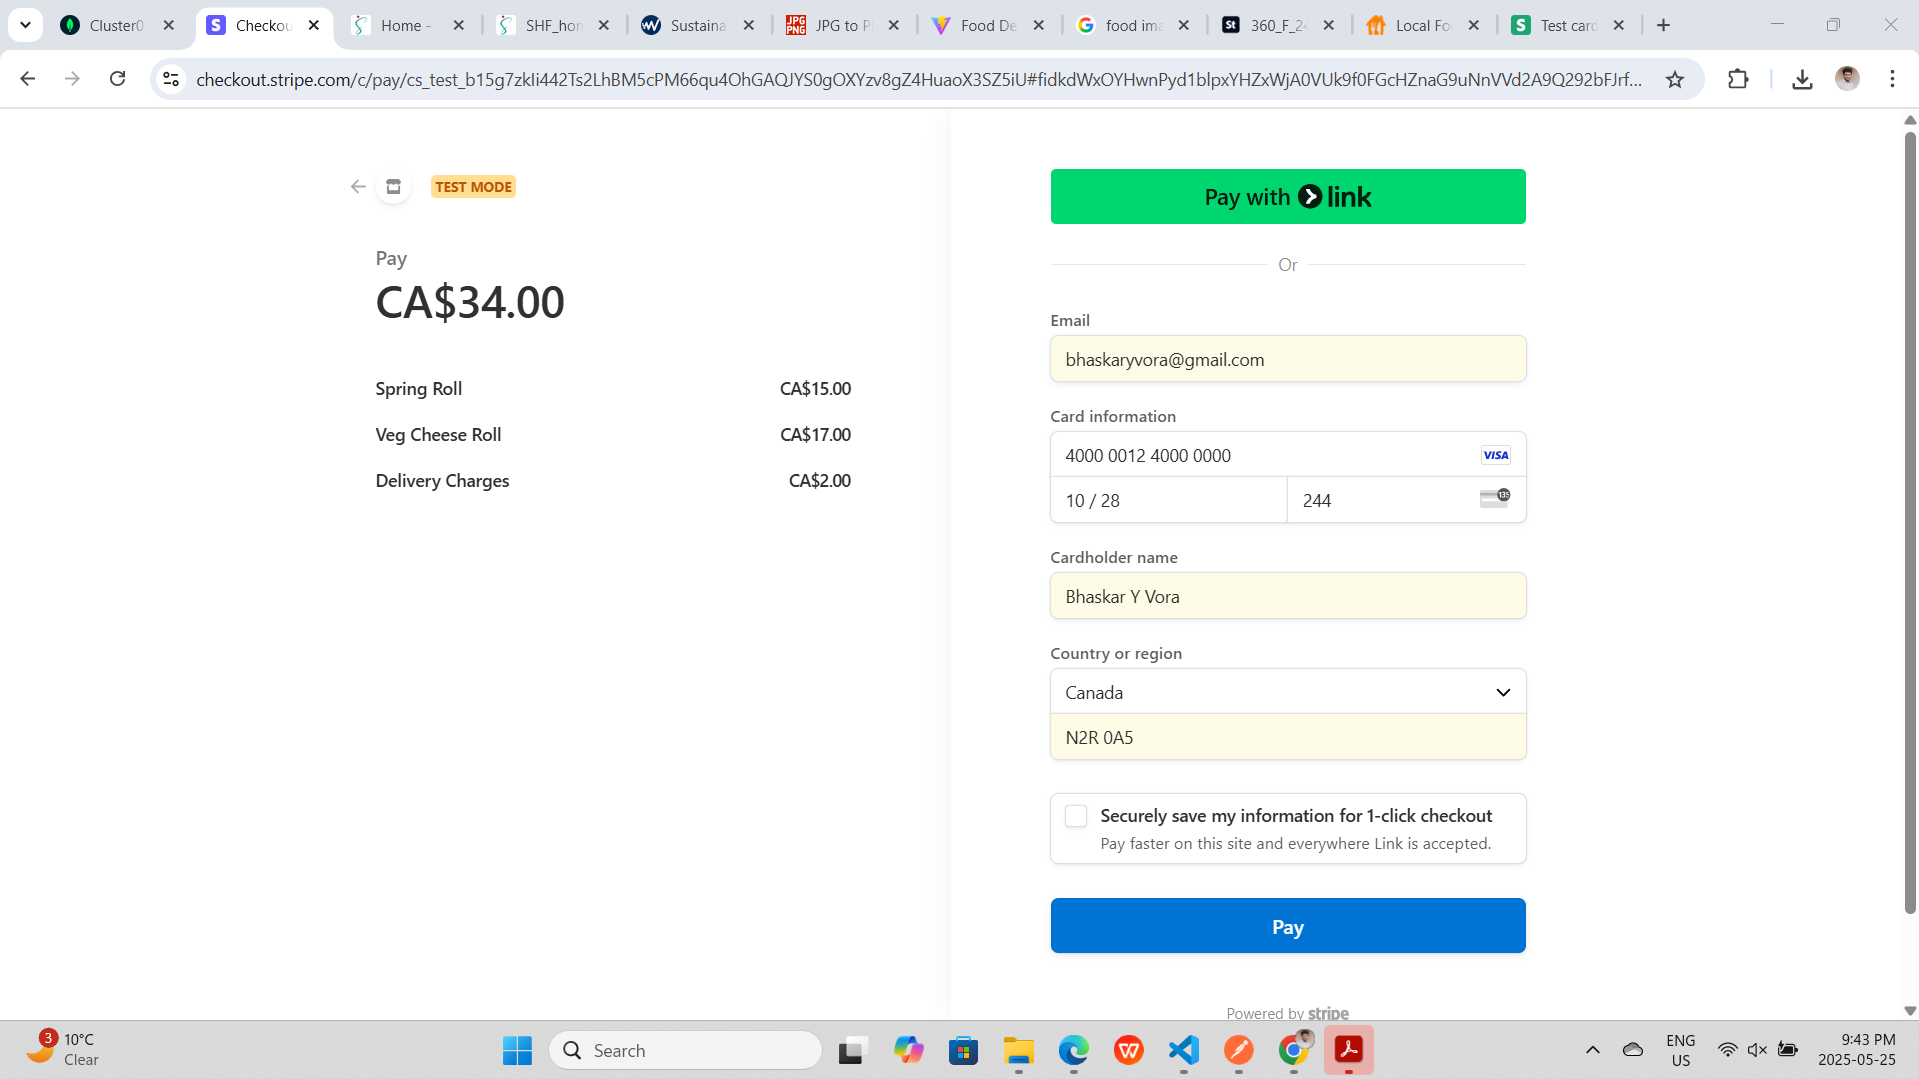 Cluster0
Checkou
Home -
SHF_hon
Sustaina
JPG to P
Food De
food ima
360_F_24
Local Fo
Test card
checkout.stripe.com/c/pay/cs_test_b15g7zkIi442Ts2LhBM5cPM66qu4OhGAQJYS0gOXYzv8gZ4HuaoX3SZ5iU#fidkdWxOYHwnPyd1blpxYHZxWjA0VUk9f0FGcHZnaG9uNnVVd2A9Q292bFJrf...
TEST MODE
Pay
CA$34.00
Spring Roll CA$15.00
Veg Cheese Roll CA$17.00
Delivery Charges CA$2.00
Pay with link
Or
Email
bhaskaryvora@gmail.com
Card information
4000 0012 4000 0000 VISA
10 / 28 244 135
Cardholder name
Bhaskar Y Vora
Country or region
Canada
N2R 0A5
Securely save my information for 1-click checkout
Pay faster on this site and everywhere Link is accepted.
Pay
Powered by stripe
3
10°C
Clear
Search
ENG
US
9:43 PM
2025-05-25